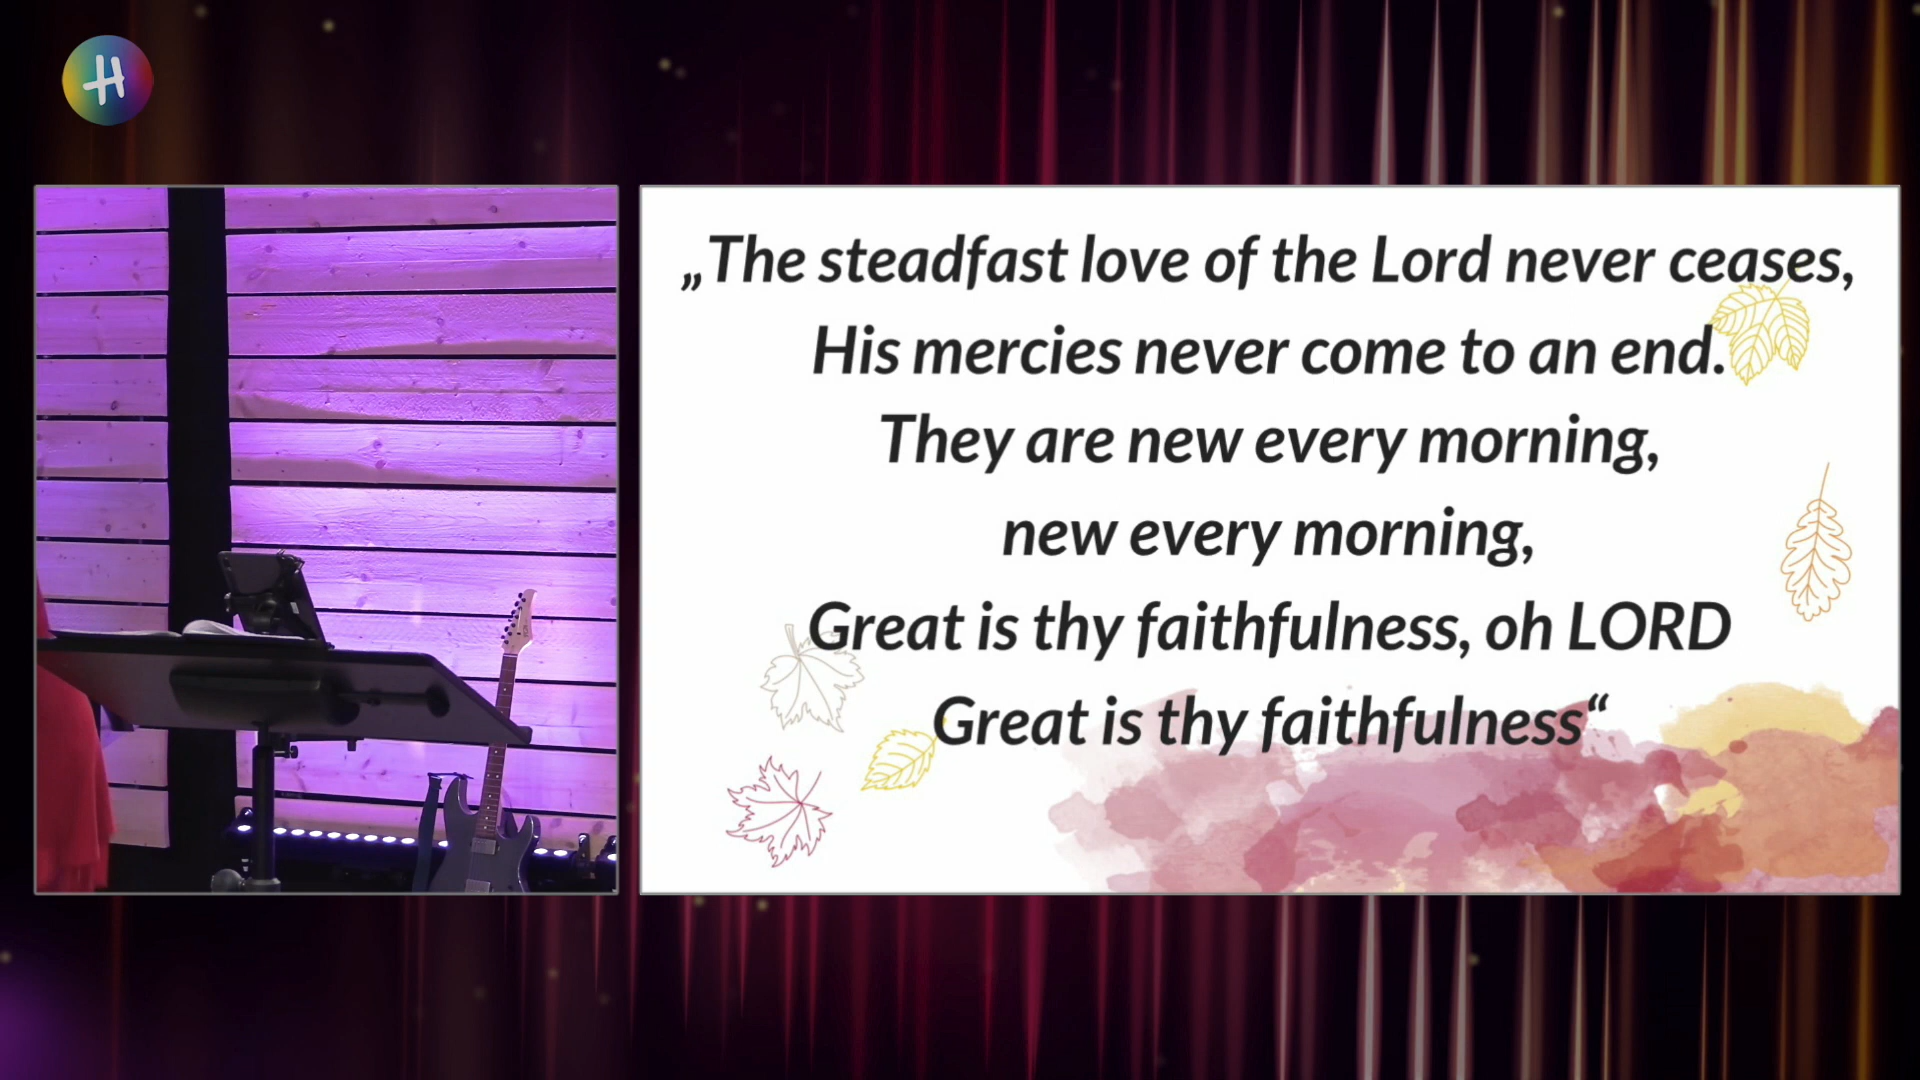 H
„The steadfast love of the Lord never ceases,
His mercies never come to an end.
They are new every morning,
new every morning,
Great is thy faithfulness, oh LORD
Great is thy faithfulness“